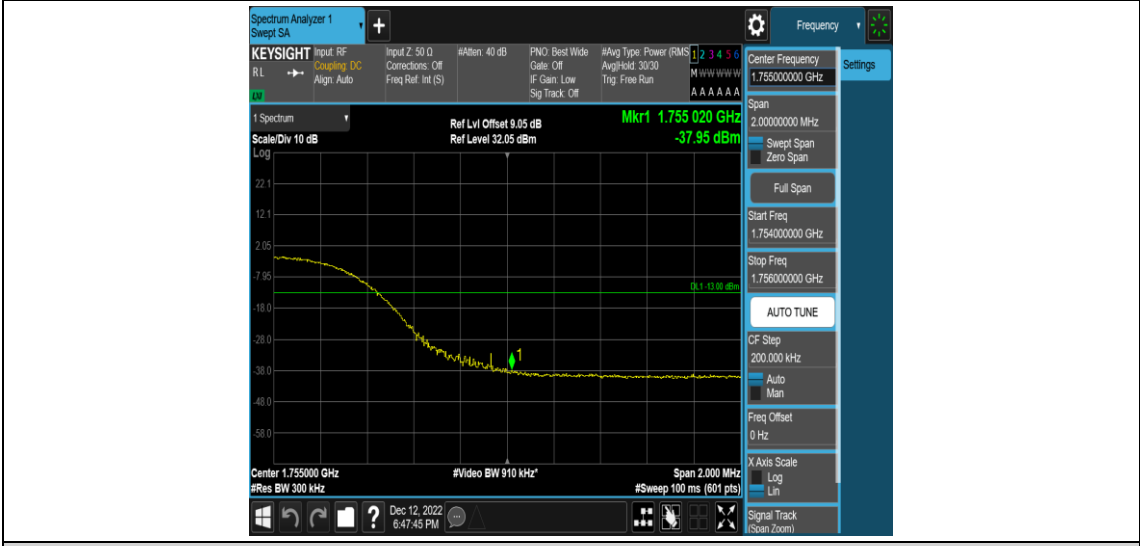 Spectrum Analyzer 1
Swept SA
+
Frequency
KEYSIGHT
RL
Input: RF
Coupling: DC
Align: Auto
Input Z: 50 Ω
Corrections: Off
Freq Ref: Int (S)
#Atten: 40 dB
PNO: Best Wide
Gate: Off
IF Gain: Low
Sig Track: Off
#Avg Type: Power (RMS
Avg|Hold: 30/30
Trig: Free Run
1 2 3 4 5 6
M W W W W W
A A A A A A
1 Spectrum
Scale/Div 10 dB
Log
Ref Lvl Offset 9.05 dB
Ref Level 32.05 dBm
Mkr1 1.755 020 GHz
-37.95 dBm
22.1
12.1
2.05
-7.95
DL1 -13.00 dBm
-18.0
-28.0
1
-38.0
-48.0
-58.0
Center 1.755000 GHz
#Video BW 910 kHz*
Span 2.000 MHz
#Res BW 300 kHz
#Sweep 100 ms (601 pts)
?
Dec 12, 2022
6:47:45 PM
Center Frequency
1.755000000 GHz
Settings
Span
2.00000000 MHz
Swept Span
Zero Span
Full Span
Start Freq
1.754000000 GHz
Stop Freq
1.756000000 GHz
AUTO TUNE
CF Step
200.000 kHz
Auto
Man
Freq Offset
0 Hz
X Axis Scale
Log
Lin
Signal Track
(Span Zoom)